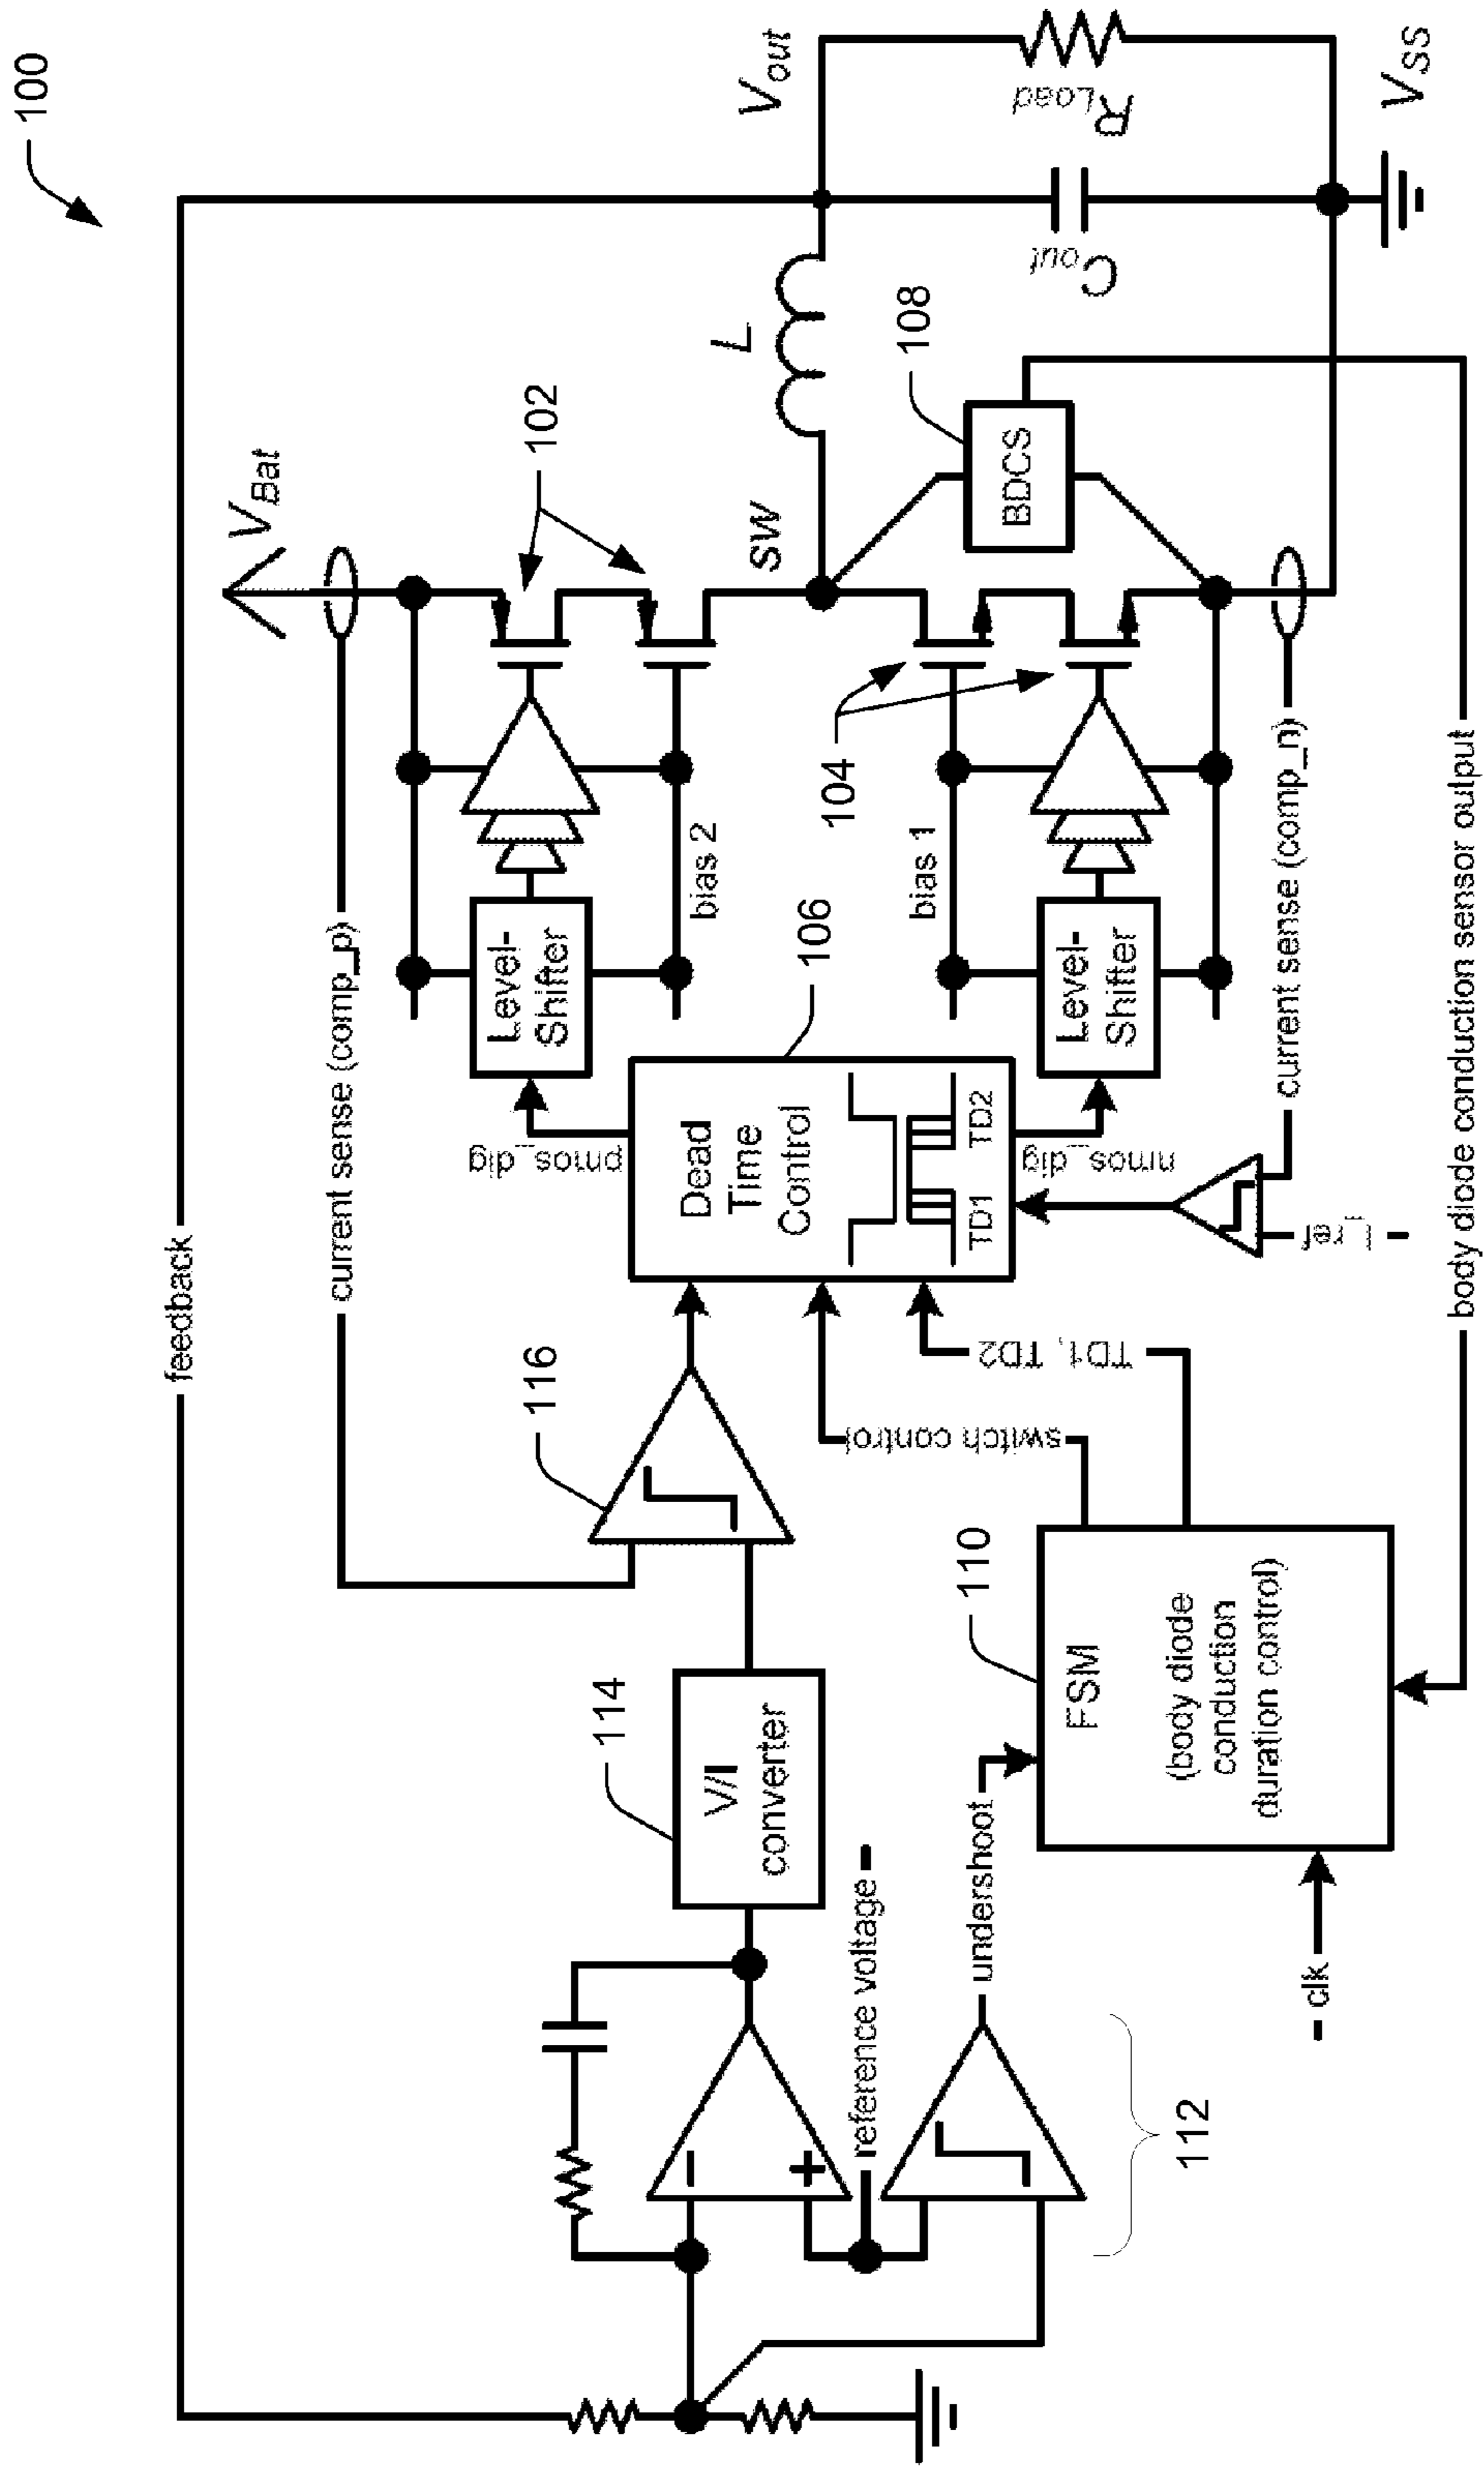 100
feedback
current sense (comp_p)
V_Bat
102
Level-
Shifter
bias 2
SW
L
V_out
C_out
R_Load
V_SS
108
BDCS
104
bias 1
Level-
Shifter
106
pmos_dig
Dead
Time
Control
TD1
TD2
nmos_dig
I_ref
current sense (comp_n)
body diode conduction sensor output
116
114
V/I
converter
switch control
TD1, TD2
110
FSM
(body diode
conduction
duration control)
undershoot
reference voltage
clk
−
+
112